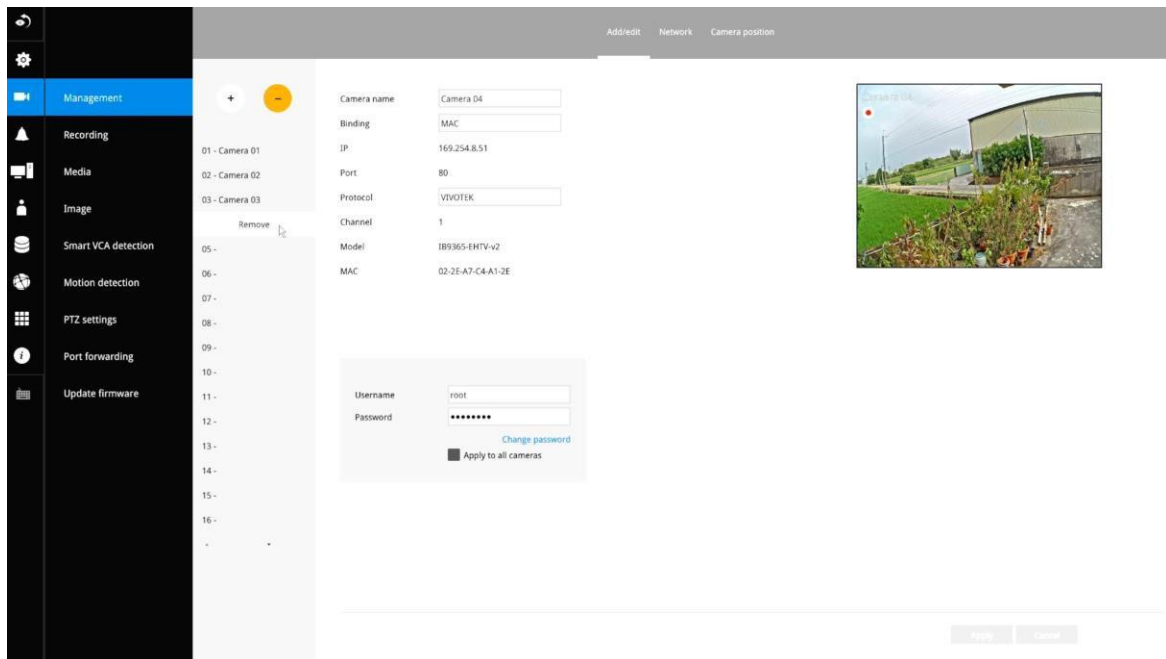 Add/edit Network Camera position
Management
Recording
Media
Image
Smart VCA detection
Motion detection
PTZ settings
Port forwarding
Update firmware
+ −
01 - Camera 01
02 - Camera 02
03 - Camera 03
Remove
05 -
06 -
07 -
08 -
09 -
10 -
11 -
12 -
13 -
14 -
15 -
16 -
Camera name Camera 04
Binding MAC
IP 169.254.8.51
Port 80
Protocol VIVOTEK
Channel 1
Model IB9365-EHTV-v2
MAC 02-2E-A7-C4-A1-2E
Username root
Password ••••••••
Change password
Apply to all cameras
Camera 04
Apply Cancel